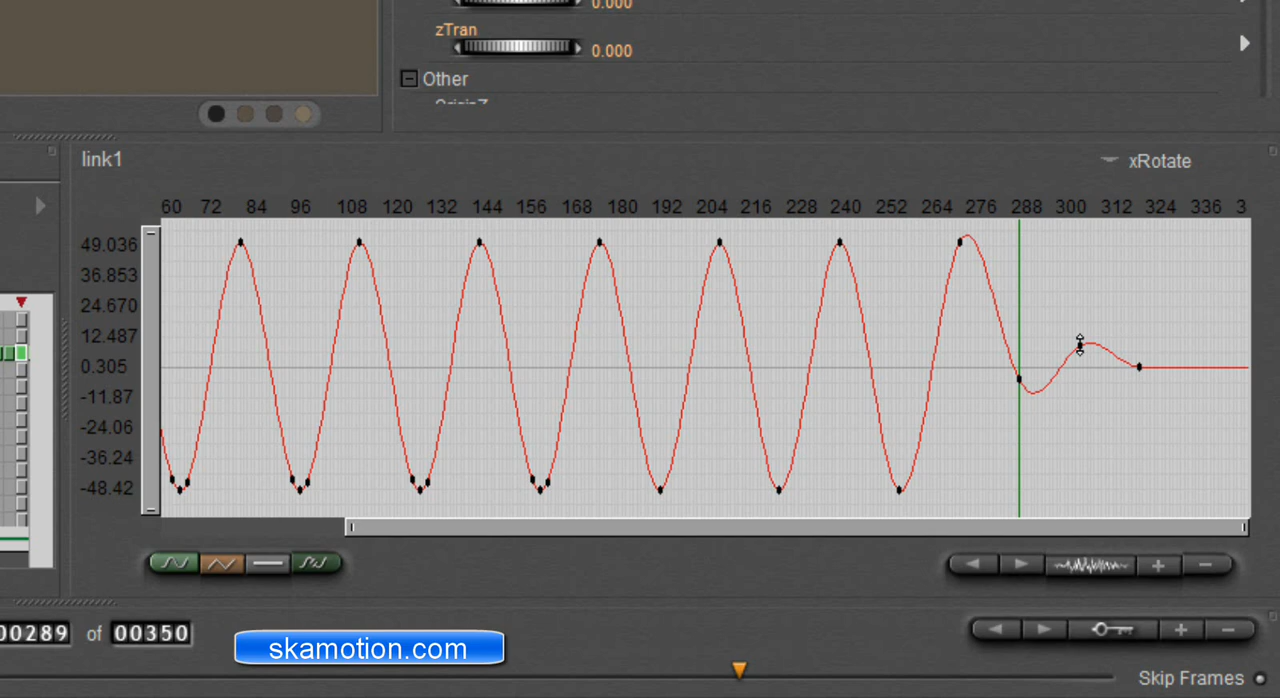 0.000
zTran
0.000
Other
link1
xRotate
60 72 84 96 108 120 132 144 156 168 180 192 204 216 228 240 252 264 276 288 300 312 324 336 3
49.036
36.853
24.670
12.487
0.305
-11.87
-24.06
-36.24
-48.42
00289 of 00350
skamotion.com
Skip Frames